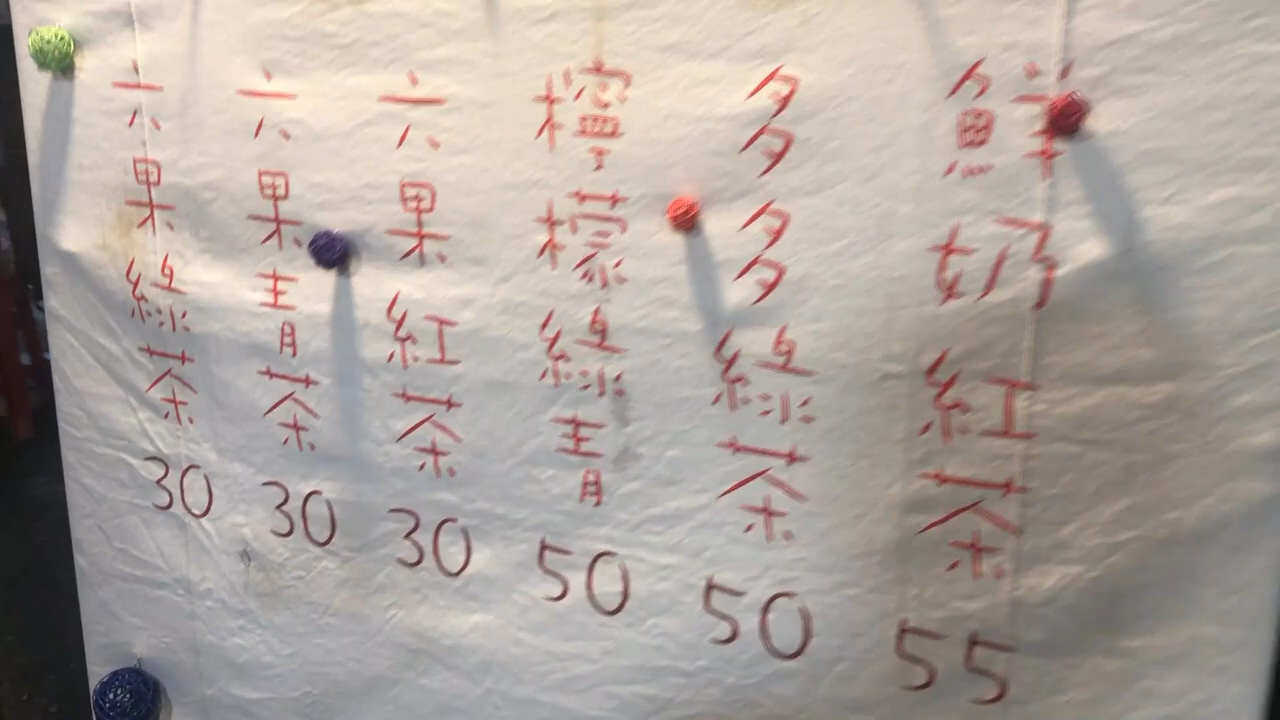 鮮奶紅茶 55
多多綠茶 50
檸檬綠青 50
六果紅茶 30
六果青茶 30
六果綠茶 30